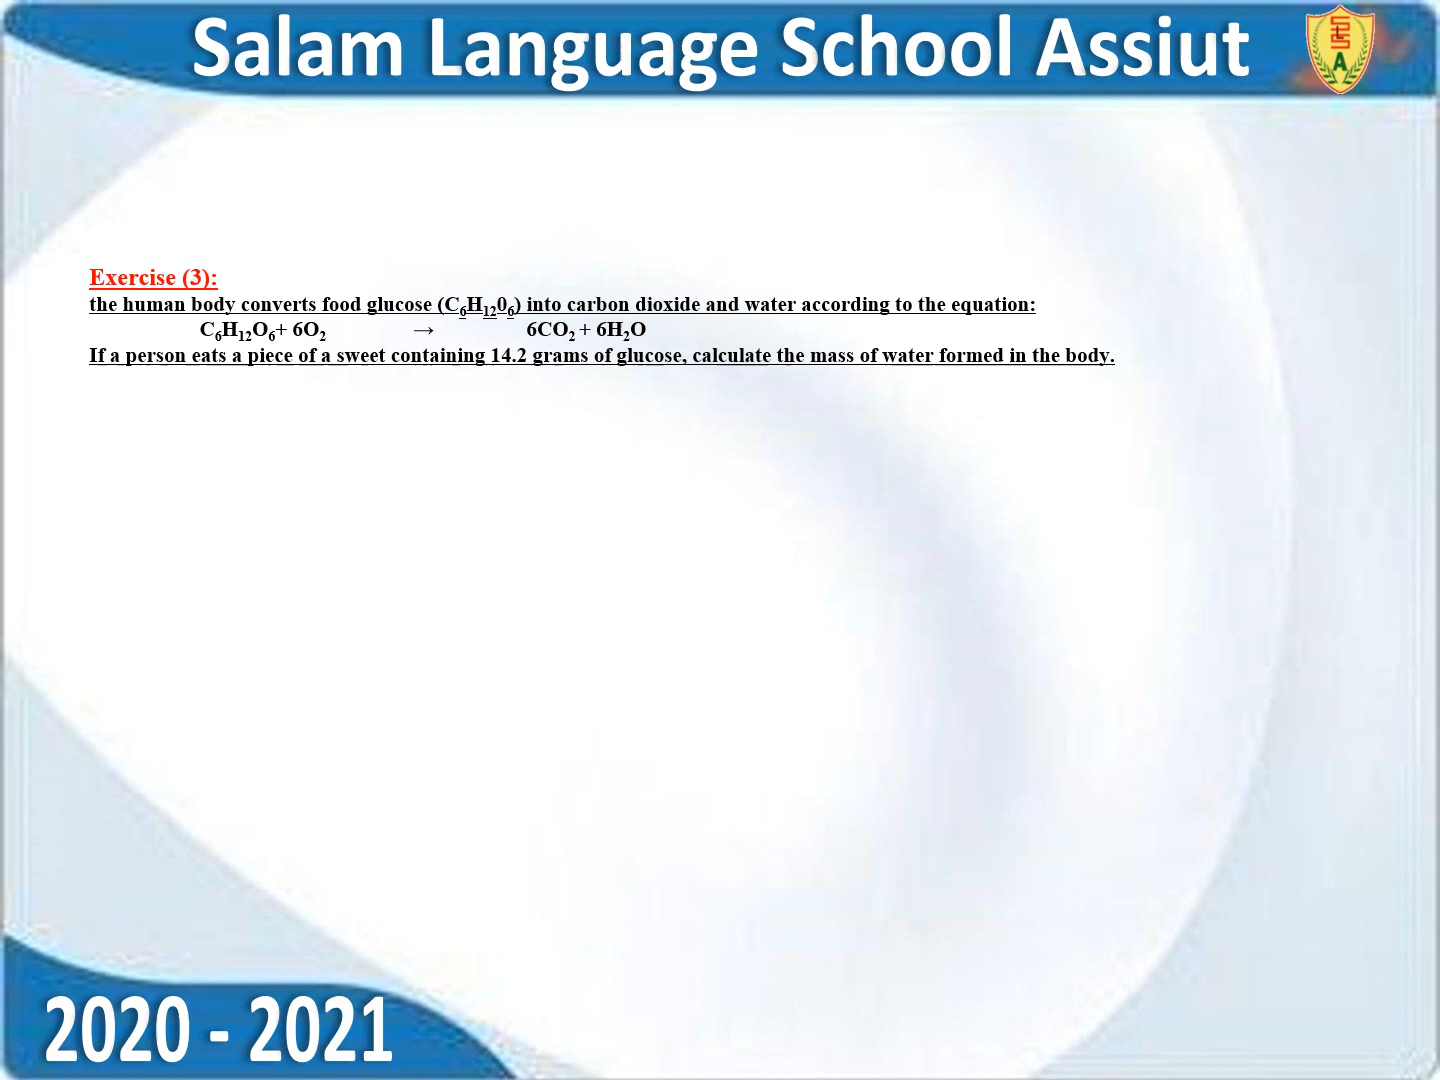 Salam Language School Assiut
S
L
S
A
Exercise (3):
the human body converts food glucose (C₆H₁₂0₆) into carbon dioxide and water according to the equation:
C₆H₁₂O₆+ 6O₂ → 6CO₂ + 6H₂O
If a person eats a piece of a sweet containing 14.2 grams of glucose, calculate the mass of water formed in the body.
2020 - 2021